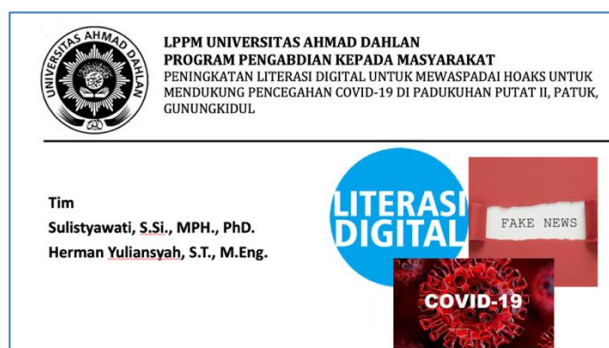 UNIVERSITAS AHMAD DAHLAN
LPPM UNIVERSITAS AHMAD DAHLAN
PROGRAM PENGABDIAN KEPADA MASYARAKAT
PENINGKATAN LITERASI DIGITAL UNTUK MEWASPADAI HOAKS UNTUK
MENDUKUNG PENCEGAHAN COVID-19 DI PADUKUHAN PUTAT II, PATUK,
GUNUNGKIDUL
Tim
Sulistyawati, S.Si., MPH., PhD.
Herman Yuliansyah, S.T., M.Eng.
LITERASI
DIGITAL
FAKE NEWS
COVID-19